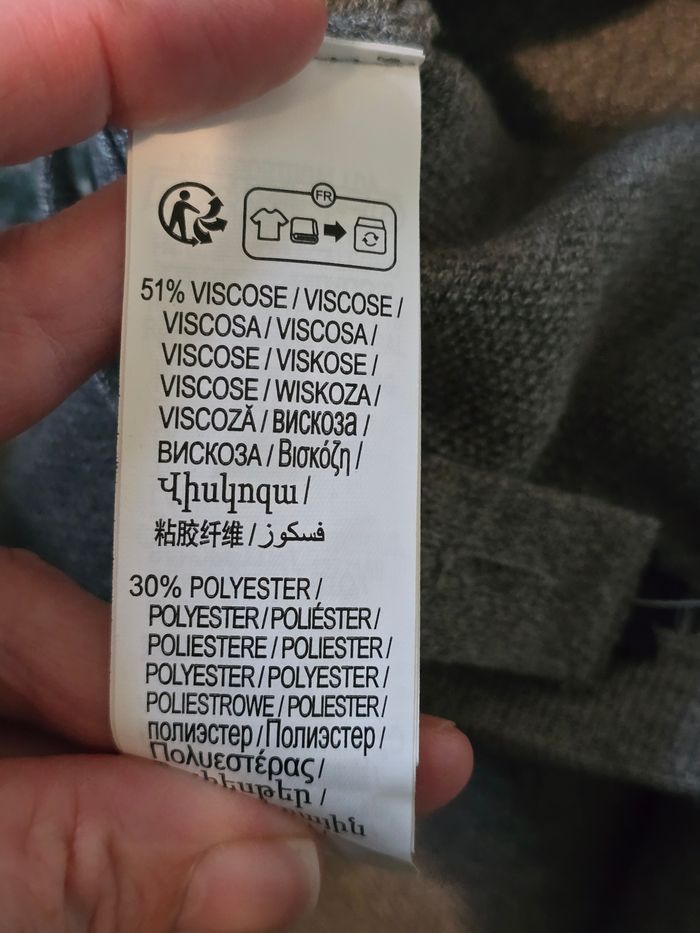 FR
51% VISCOSE / VISCOSE /
VISCOSA / VISCOSA /
VISCOSE / VISKOSE /
VISCOSE / WISKOZA /
VISCOZĂ / вискоза /
ВИСКОЗА / Βισκόζη /
Վիսկոզա /
粘胶纤维 / فسكوز
30% POLYESTER /
POLYESTER / POLIÉSTER /
POLIESTERE / POLIESTER /
POLYESTER / POLYESTER /
POLIESTROWE / POLIESTER /
полиэстер / Полиэстер /
Πολυεστέρας /